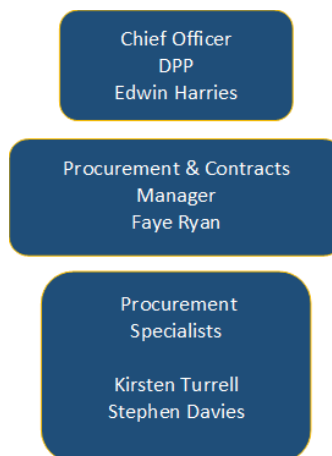 Chief Officer
DPP
Edwin Harries
Procurement & Contracts
Manager
Faye Ryan
Procurement
Specialists
Kirsten Turrell
Stephen Davies